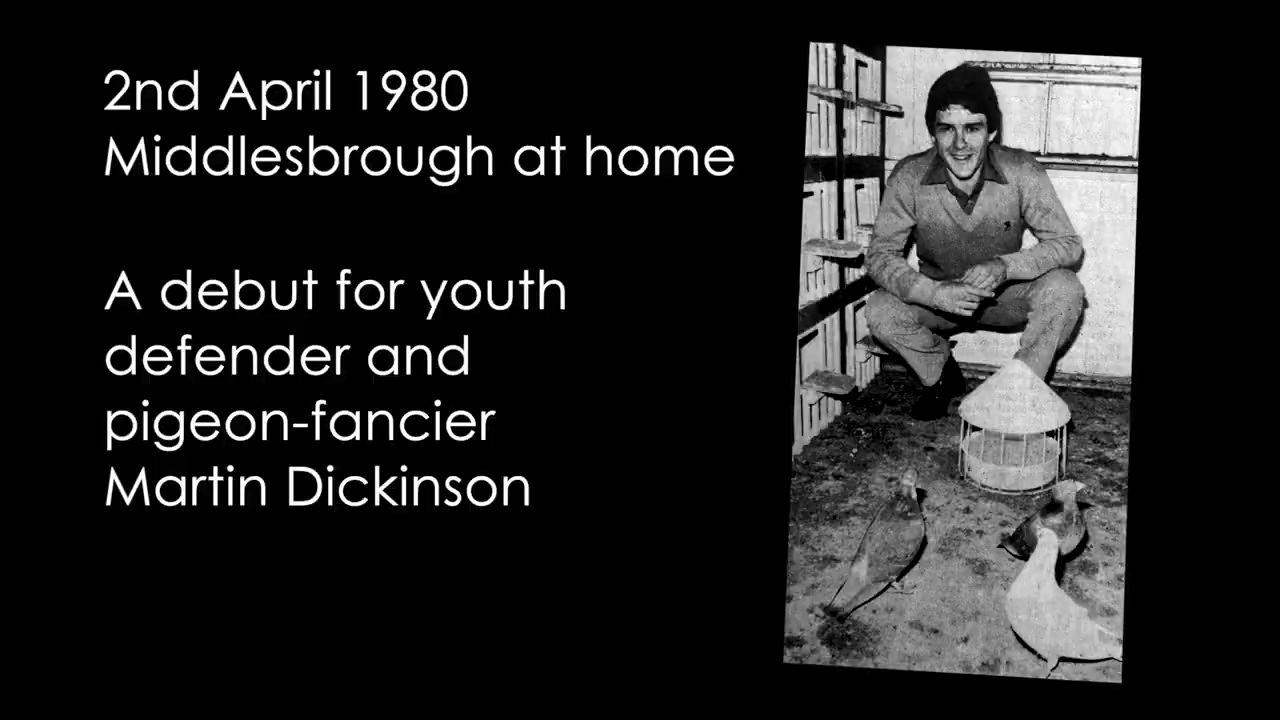 2nd April 1980
Middlesbrough at home
A debut for youth
defender and
pigeon-fancier
Martin Dickinson